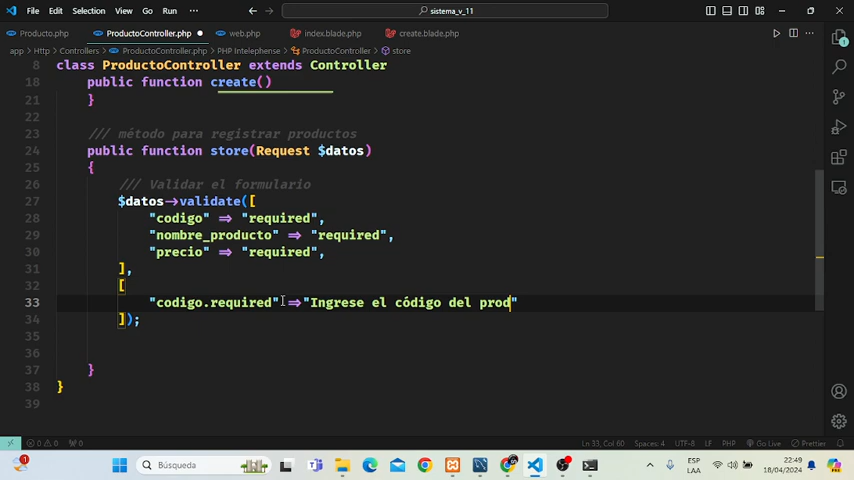 File Edit Selection View Go Run ... sistema_v_11
Producto.php ProductoController.php web.php index.blade.php create.blade.php
app > Http > Controllers > ProductoController.php > PHP Intelephense > ProductoController > store
8 class ProductoController extends Controller
18 public function create()
21 }
22
23 /// método para registrar productos
24 public function store(Request $datos)
25 {
26 /// Validar el formulario
27 $datos->validate([
28 "codigo" => "required",
29 "nombre_producto" => "required",
30 "precio" => "required",
31 ],
32 [
33 "codigo.required" =>"Ingrese el código del prod"
34 ]);
35
36
37 }
38 }
39
0 0 0 Ln 33, Col 60 Spaces: 4 UTF-8 LF PHP Go Live Prettier
Búsqueda ESP LAA 22:49 18/04/2024